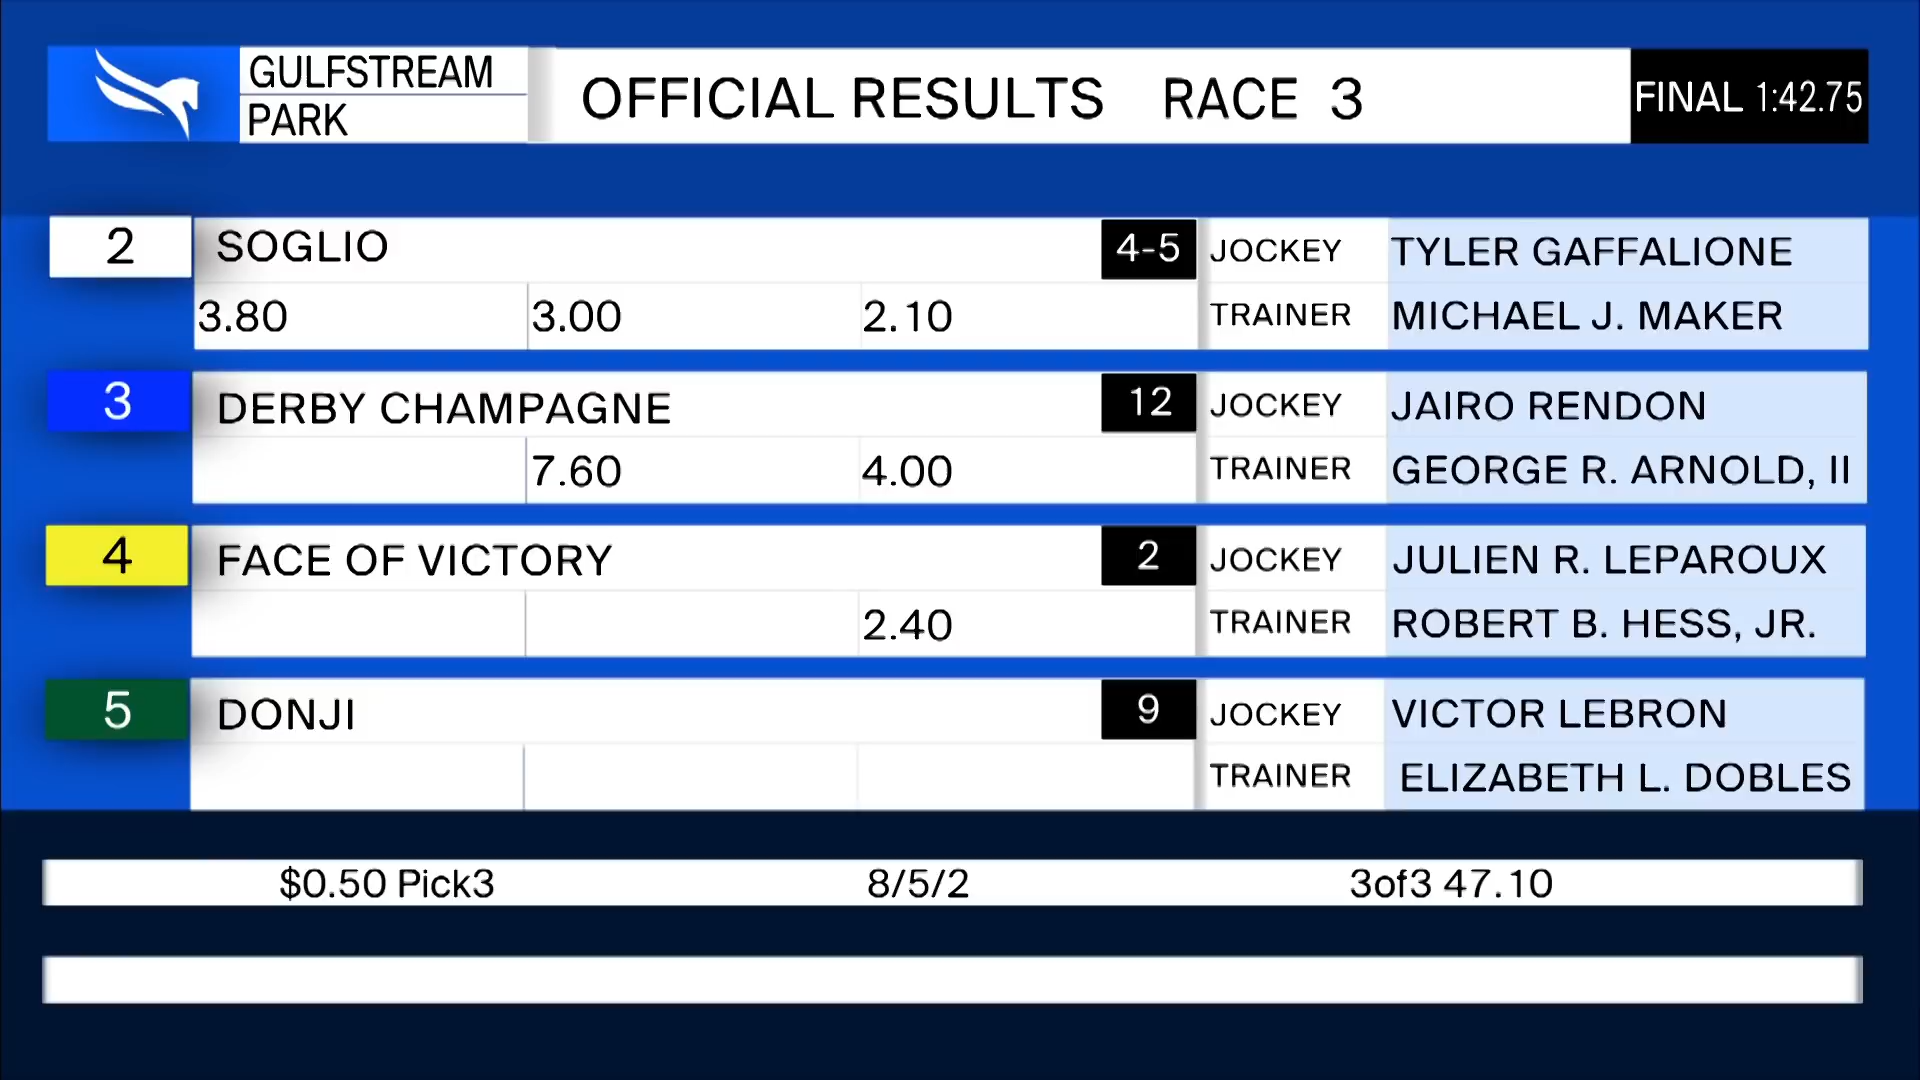 GULFSTREAM
PARK
OFFICIAL RESULTS RACE 3
FINAL 1:42.75
2 SOGLIO 4-5 JOCKEY TYLER GAFFALIONE
3.80 3.00 2.10 TRAINER MICHAEL J. MAKER
3 DERBY CHAMPAGNE 12 JOCKEY JAIRO RENDON
7.60 4.00 TRAINER GEORGE R. ARNOLD, II
4 FACE OF VICTORY 2 JOCKEY JULIEN R. LEPAROUX
2.40 TRAINER ROBERT B. HESS, JR.
5 DONJI 9 JOCKEY VICTOR LEBRON
TRAINER ELIZABETH L. DOBLES
$0.50 Pick3 8/5/2 3of3 47.10